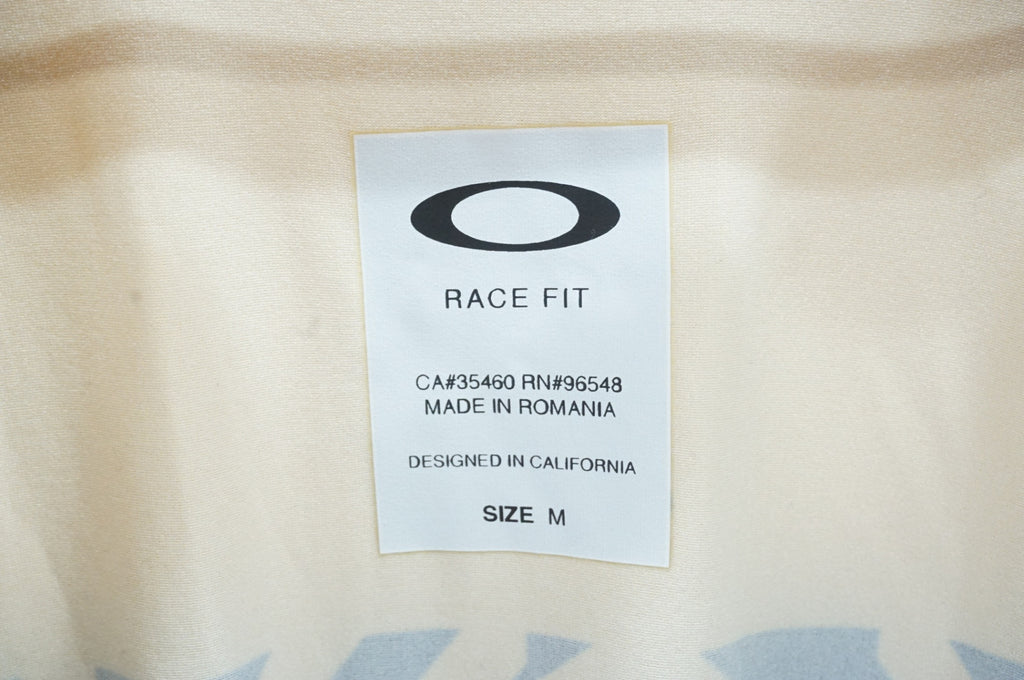 RACE FIT
CA#35460 RN#96548
MADE IN ROMANIA
DESIGNED IN CALIFORNIA
SIZE M